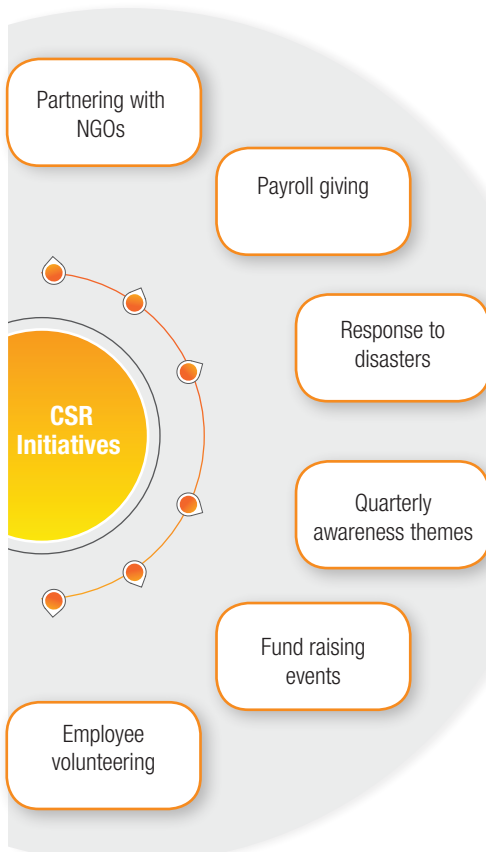 Partnering with
NGOs
Payroll giving
Response to
disasters
CSR
Initiatives
Quarterly
awareness themes
Fund raising
events
Employee
volunteering